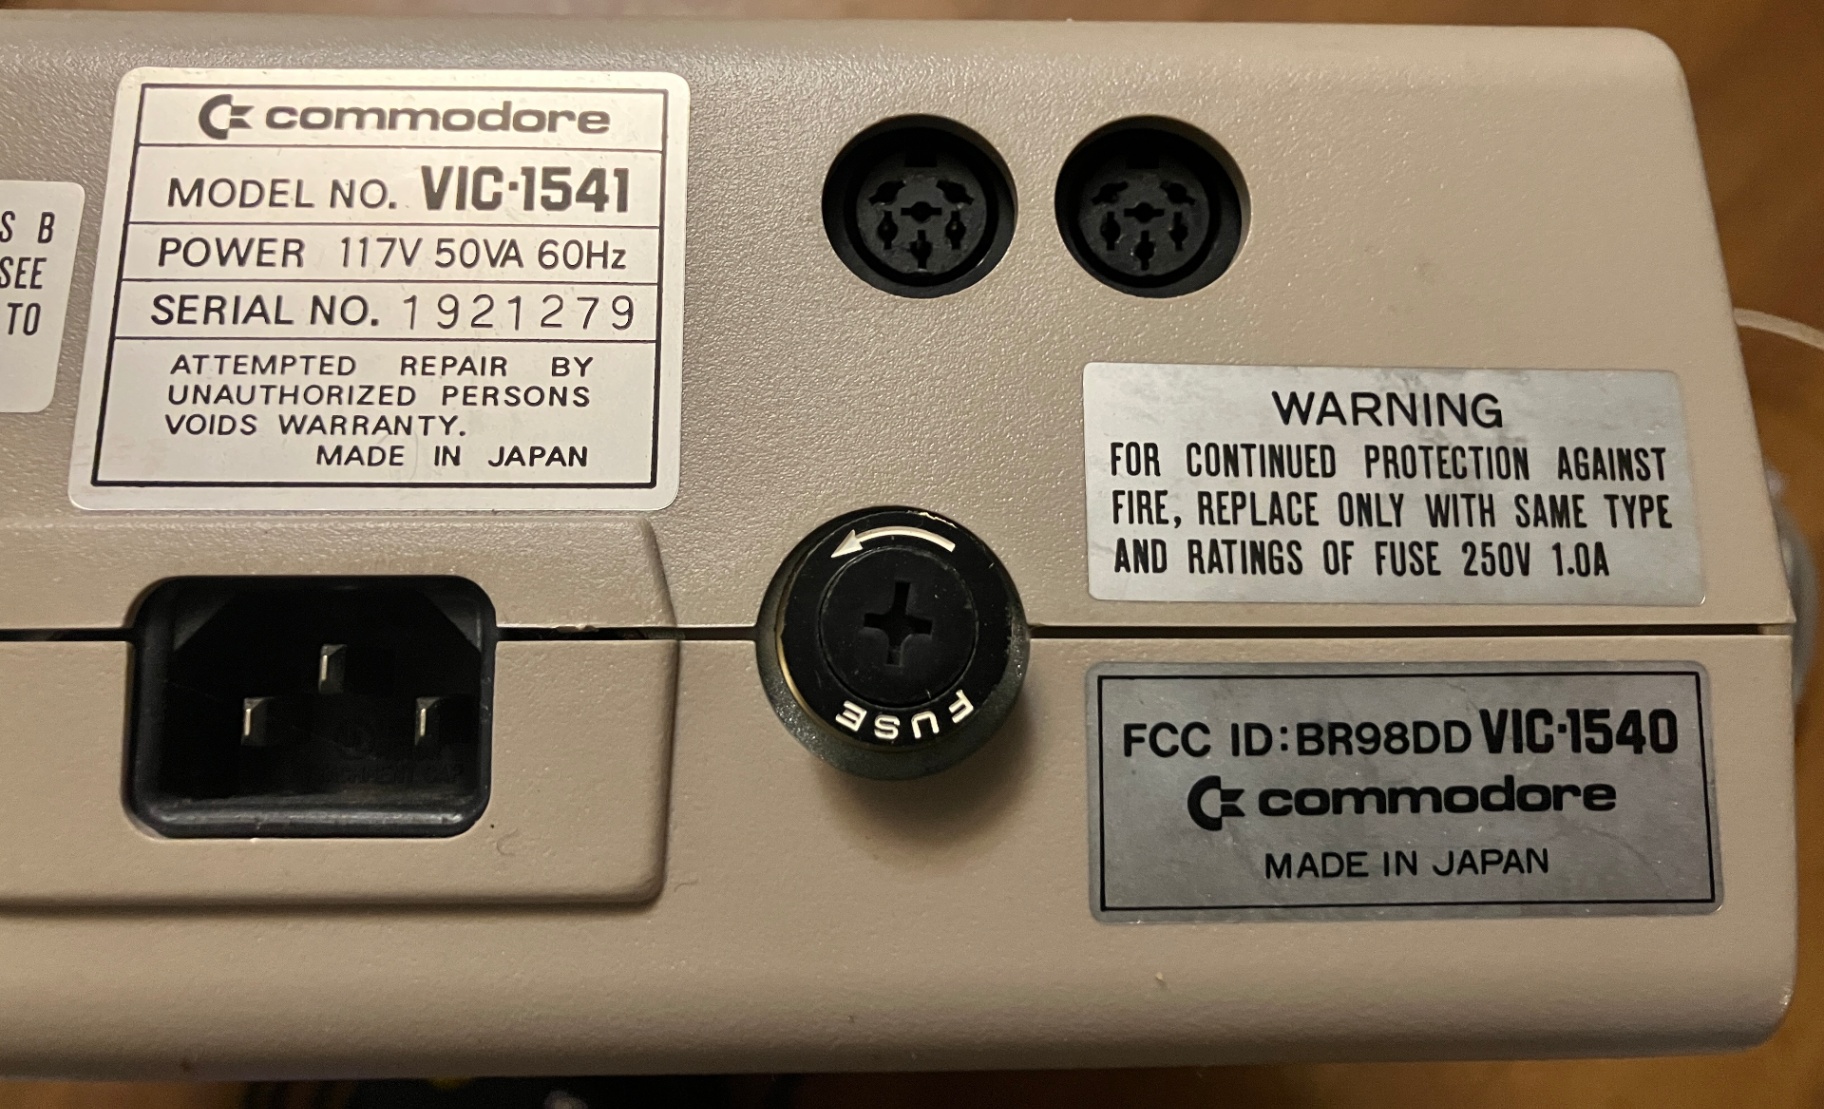 S B
SEE
TO
commodore
MODEL NO. VIC-1541
POWER 117V 50VA 60Hz
SERIAL NO. 1921279
ATTEMPTED REPAIR BY
UNAUTHORIZED PERSONS
VOIDS WARRANTY.
MADE IN JAPAN
WARNING
FOR CONTINUED PROTECTION AGAINST
FIRE, REPLACE ONLY WITH SAME TYPE
AND RATINGS OF FUSE 250V 1.0A
FUSE
FCC ID:BR98DD VIC-1540
commodore
MADE IN JAPAN